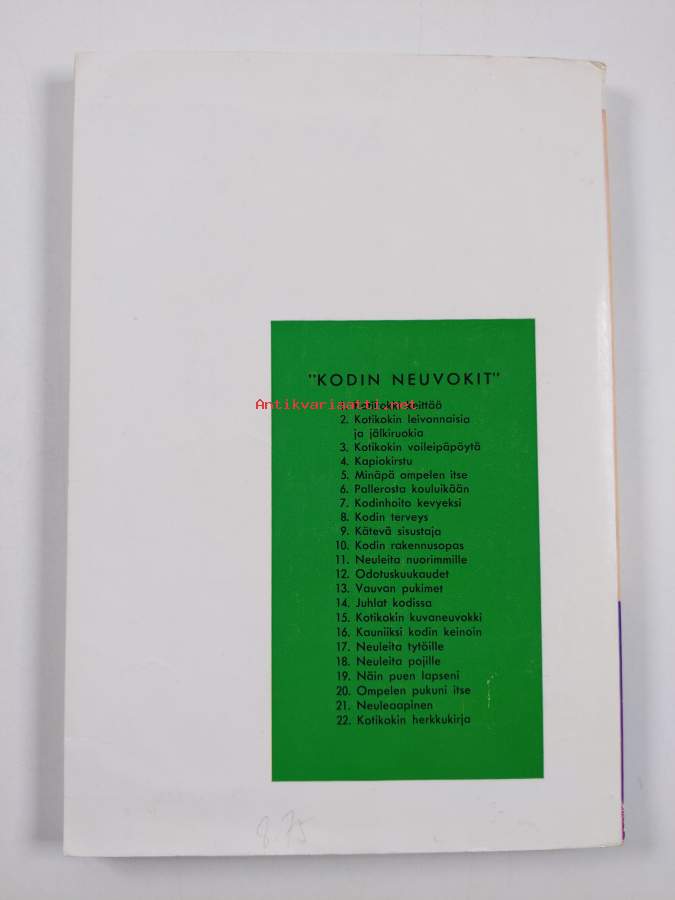 "KODIN NEUVOKIT"
Antikvariaatti.net
2. Kotikokin leivonnaisia
ja jälkiruokia
3. Kotikokin voileipäpöytä
4. Kapiokirstu
5. Minäpä ompelen itse
6. Pallerosta kouluikään
7. Kodinhoito kevyeksi
8. Kodin terveys
9. Kätevä sisustaja
10. Kodin rakennusopas
11. Neuleita nuorimmille
12. Odotuskuukaudet
13. Vauvan pukimet
14. Juhlat kodissa
15. Kotikokin kuvaneuvokki
16. Kauniiksi kodin keinoin
17. Neuleita tytöille
18. Neuleita pojille
19. Näin puen lapseni
20. Ompelen pukuni itse
21. Neuleaapinen
22. Kotikokin herkkukirja
8.75